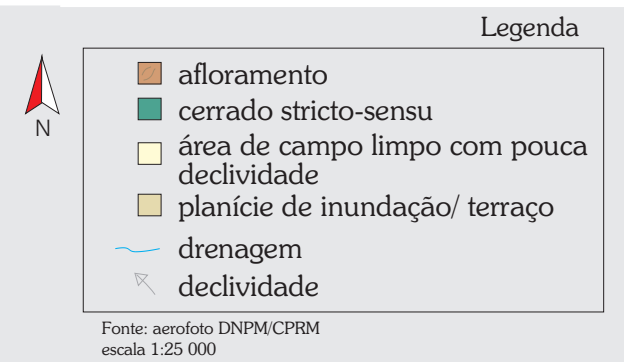 Legenda
N
afloramento
cerrado stricto-sensu
área de campo limpo com pouca
declividade
planície de inundação/ terraço
drenagem
declividade
Fonte: aerofoto DNPM/CPRM
escala 1:25 000